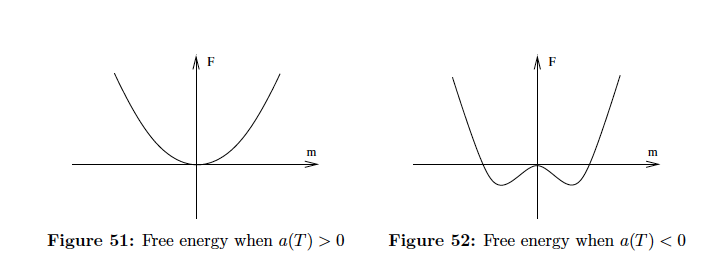 F
m
F
m
Figure 51: Free energy when a(T) > 0
Figure 52: Free energy when a(T) < 0